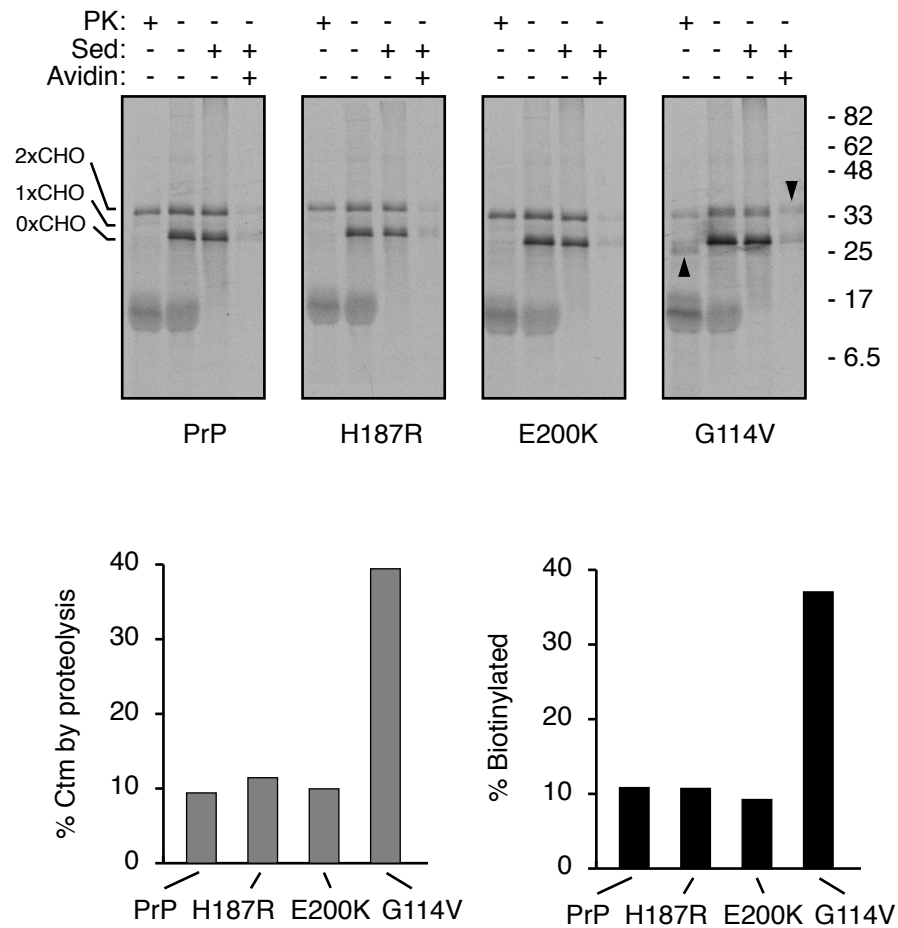 PK: + - - - + - - - + - - - + - - -
Sed: - - + + - - + + - - + + - - + +
Avidin: - - - + - - - + - - - + - - - +
2xCHO
1xCHO
0xCHO
- 82
- 62
- 48
- 33
- 25
- 17
- 6.5
PrP H187R E200K G114V
% Ctm by proteolysis
40
30
20
10
0
PrP H187R E200K G114V
% Biotinylated
40
30
20
10
0
PrP H187R E200K G114V